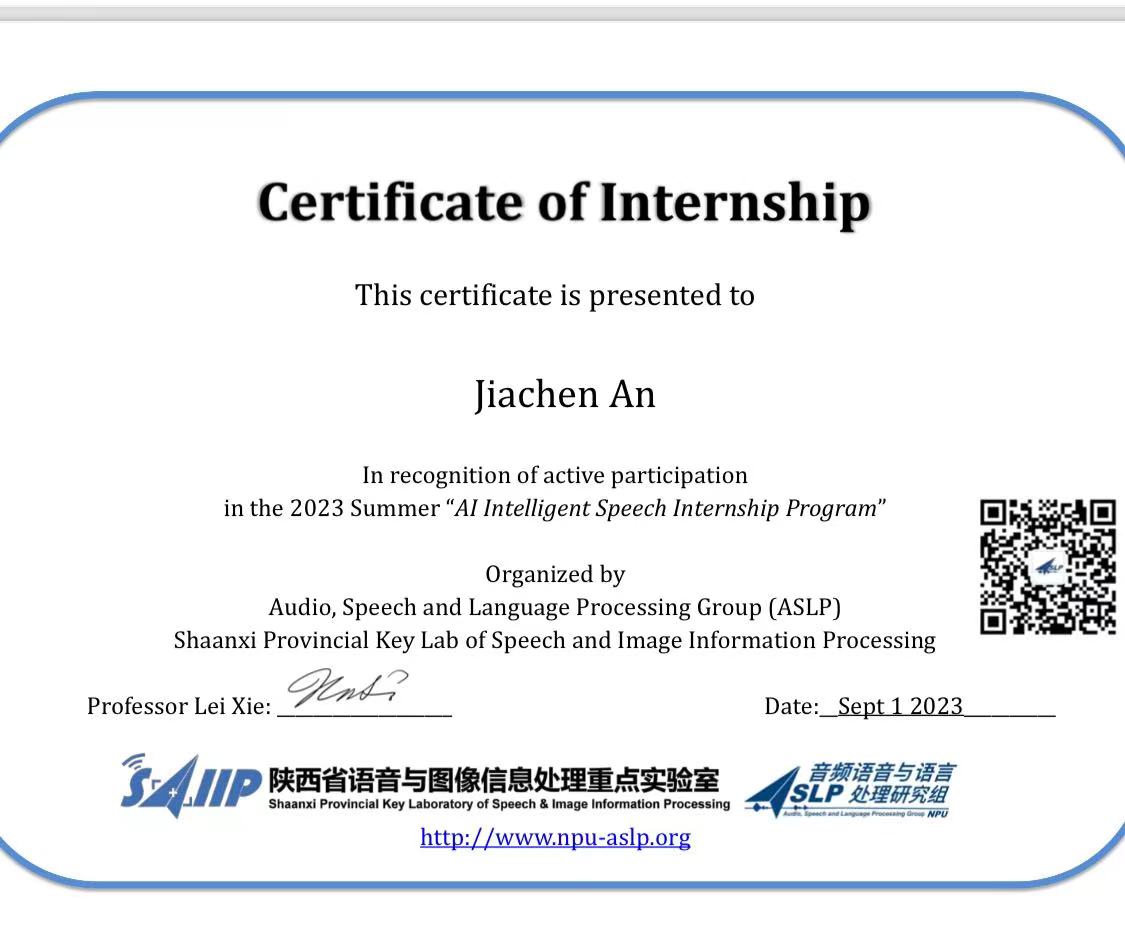 Certificate of Internship
This certificate is presented to
Jiachen An
In recognition of active participation
in the 2023 Summer “AI Intelligent Speech Internship Program”
Organized by
Audio, Speech and Language Processing Group (ASLP)
Shaanxi Provincial Key Lab of Speech and Image Information Processing
SLP
Professor Lei Xie: Date: Sept 1 2023
SAIIP 陕西省语音与图像信息处理重点实验室
Shaanxi Provincial Key Laboratory of Speech & Image Information Processing
ASLP 音频语音与语言
处理研究组
Audio, Speech and Language Processing Group NPU
http://www.npu-aslp.org